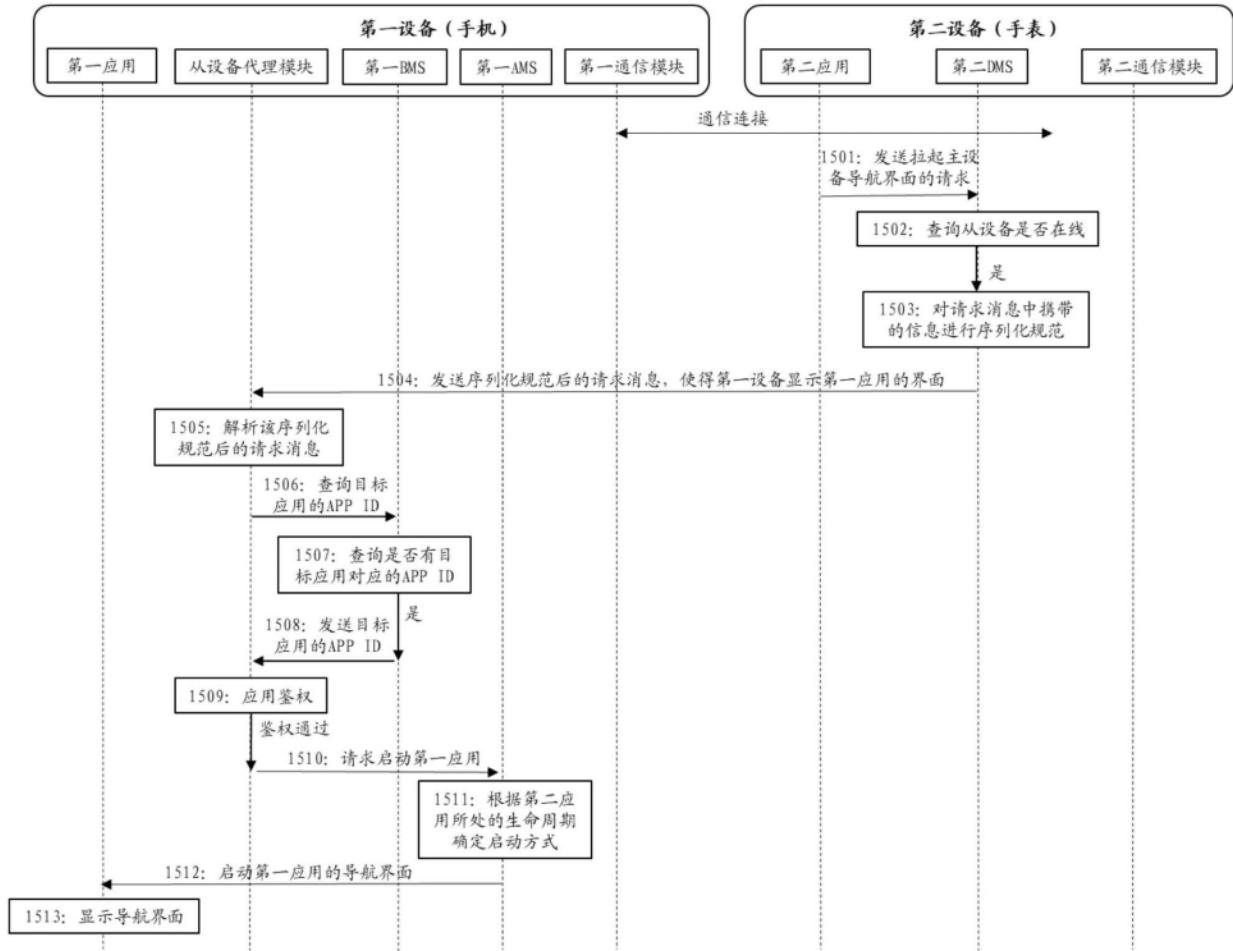 第一设备（手机）
第二设备（手表）
第一应用
从设备代理模块
第一BMS
第一AMS
第一通信模块
第二应用
第二DMS
第二通信模块
通信连接
1501：发送拉起主设
备导航界面的请求
1502：查询从设备是否在线
是
1503：对请求消息中携带
的信息进行序列化规范
1504：发送序列化规范后的请求消息，使得第一设备显示第一应用的界面
1505：解析该序列化
规范后的请求消息
1506：查询目标
应用的APP ID
1507：查询是否有目
标应用对应的APP ID
是
1508：发送目标
应用的APP ID
1509：应用鉴权
鉴权通过
1510：请求启动第一应用
1511：根据第二应
用所处的生命周期
确定启动方式
1512：启动第一应用的导航界面
1513：显示导航界面